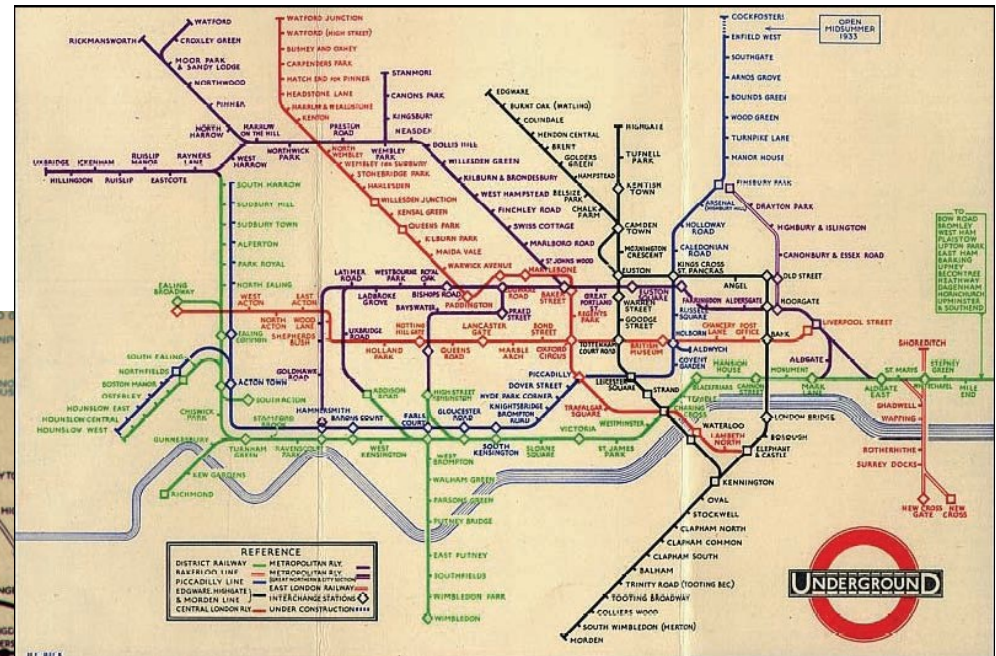 WATFORD
CROXLEY GREEN
RICKMANSWORTH
MOOR PARK
& SANDY LODGE
NORTHWOOD
PINNER
NORTH
HARROW
HARROW
ON THE HILL
NORTHWICK
PARK
PRESTON
ROAD
WEMBLEY
PARK
UXBRIDGE
ICKENHAM
RUISLIP
MANOR
RAYNERS
LANE
WEST
HARROW
HILLINGDON
RUISLIP
EASTCOTE
WATFORD JUNCTION
WATFORD (HIGH STREET)
BUSHEY AND OXHEY
CARPENDERS PARK
HATCH END FOR PINNER
HEADSTONE LANE
HARROW & WEALDSTONE
KENTON
NORTH
WEMBLEY
WEMBLEY FOR SUDBURY
STONEBRIDGE PARK
HARLESDEN
WILLESDEN JUNCTION
KENSAL GREEN
QUEENS PARK
KILBURN PARK
MAIDA VALE
WARWICK AVENUE
MARYLEBONE
PADDINGTON
EDGWARE
ROAD
STANMORE
CANONS PARK
KINGSBURY
NEASDEN
DOLLIS HILL
WILLESDEN GREEN
KILBURN & BRONDESBURY
WEST HAMPSTEAD
FINCHLEY ROAD
SWISS COTTAGE
MARLBORO ROAD
ST JOHNS WOOD
EDGWARE
BURNT OAK (WATLING)
COLINDALE
HENDON CENTRAL
BRENT
GOLDERS
GREEN
HAMPSTEAD
BELSIZE
PARK
CHALK
FARM
HIGHGATE
TUFNELL
PARK
KENTISH
TOWN
CAMDEN
TOWN
MORNINGTON
CRESCENT
EUSTON
COCKFOSTERS
ENFIELD WEST
OPEN
MIDSUMMER
1933
SOUTHGATE
ARNOS GROVE
BOUNDS GREEN
WOOD GREEN
TURNPIKE LANE
MANOR HOUSE
FINSBURY PARK
ARSENAL
(HIGHBURY HILL)
DRAYTON PARK
HOLLOWAY
ROAD
HIGHBURY & ISLINGTON
CALEDONIAN
ROAD
CANONBURY & ESSEX ROAD
KINGS CROSS
ST. PANCRAS
ANGEL
OLD STREET
MOORGATE
TO
BOW ROAD
BROMLEY
WEST HAM
PLAISTOW
UPTON PARK
EAST HAM
BARKING
UPNEY
BECONTREE
HEATHWAY
DAGENHAM
HORNCHURCH
UPMINSTER
& SOUTHEND
SOUTH HARROW
SUDBURY HILL
SUDBURY TOWN
ALPERTON
PARK ROYAL
NORTH EALING
EALING
BROADWAY
WEST
ACTON
EAST
ACTON
NORTH
ACTON
WOOD
LANE
SHEPHERDS
BUSH
EALING
COMMON
LATIMER
ROAD
WESTBOURNE
PARK
ROYAL
OAK
LADBROKE
GROVE
BISHOPS ROAD
BAYSWATER
PRAED
STREET
BAKER
STREET
GREAT
PORTLAND
ST
REGENTS
PARK
WARREN
STREET
GOODGE
STREET
EUSTON
SQUARE
FARRINGDON
ALDERSGATE
RUSSELL
SQUARE
UXBRIDGE
ROAD
HOLLAND
PARK
NOTTING
HILL GATE
QUEENS
ROAD
LANCASTER
GATE
MARBLE
ARCH
BOND
STREET
OXFORD
CIRCUS
TOTTENHAM
COURT ROAD
BRITISH
MUSEUM
HOLBORN
CHANCERY
LANE
POST
OFFICE
BANK
LIVERPOOL STREET
ALDWYCH
COVENT
GARDEN
ALDGATE
SHOREDITCH
SOUTH EALING
NORTHFIELDS
BOSTON MANOR
OSTERLEY
HOUNSLOW EAST
HOUNSLOW CENTRAL
HOUNSLOW WEST
ACTON TOWN
SOUTH ACTON
CHISWICK
PARK
GUNNERSBURY
KEW GARDENS
RICHMOND
TURNHAM
GREEN
STAMFORD
BROOK
RAVENSCOURT
PARK
GOLDHAWK
ROAD
HAMMERSMITH
BARONS COURT
WEST
KENSINGTON
ADDISON
ROAD
EARLS
COURT
HIGH STREET
KENSINGTON
GLOUCESTER
ROAD
SOUTH
KENSINGTON
PICCADILLY
DOVER STREET
HYDE PARK CORNER
KNIGHTSBRIDGE
BROMPTON
ROAD
SLOANE
SQUARE
VICTORIA
ST. JAMES
PARK
WESTMINSTER
LEICESTER
SQUARE
STRAND
TRAFALGAR
SQUARE
CHARING
CROSS
TEMPLE
BLACKFRIARS
MANSION
HOUSE
CANNON
STREET
MONUMENT
MARK
LANE
ALDGATE
EAST
ST. MARYS
WHITECHAPEL
STEPNEY
GREEN
MILE
END
SHADWELL
WAPPING
ROTHERHITHE
SURREY DOCKS
NEW CROSS
GATE
NEW
CROSS
WATERLOO
LAMBETH
NORTH
LONDON BRIDGE
BOROUGH
ELEPHANT
& CASTLE
KENNINGTON
OVAL
STOCKWELL
CLAPHAM NORTH
CLAPHAM COMMON
CLAPHAM SOUTH
BALHAM
TRINITY ROAD (TOOTING BEC)
TOOTING BROADWAY
COLLIERS WOOD
SOUTH WIMBLEDON (MERTON)
MORDEN
WEST
BROMPTON
WALHAM GREEN
PARSONS GREEN
PUTNEY BRIDGE
EAST PUTNEY
SOUTHFIELDS
WIMBLEDON PARK
WIMBLEDON
REFERENCE
DISTRICT RAILWAY
BAKERLOO LINE
PICCADILLY LINE
EDGWARE, HIGHGATE
& MORDEN LINE
CENTRAL LONDON RLY.
METROPOLITAN RLY.
METROPOLITAN RLY.
(GREAT NORTHERN & CITY SECTION)
EAST LONDON RAILWAY
INTERCHANGE STATIONS
UNDER CONSTRUCTION
UNDERGROUND